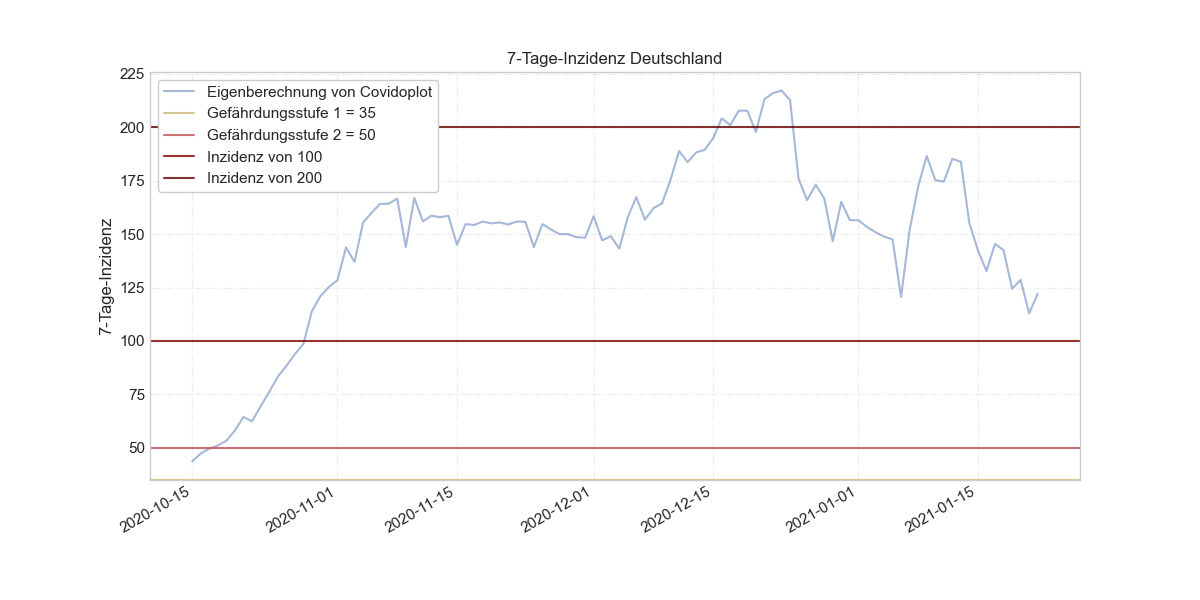 7-Tage-Inzidenz Deutschland
225
200
175
150
125
100
75
50
7-Tage-Inzidenz
Eigenberechnung von Covidoplot
Gefährdungsstufe 1 = 35
Gefährdungsstufe 2 = 50
Inzidenz von 100
Inzidenz von 200
2020-10-15
2020-11-01
2020-11-15
2020-12-01
2020-12-15
2021-01-01
2021-01-15